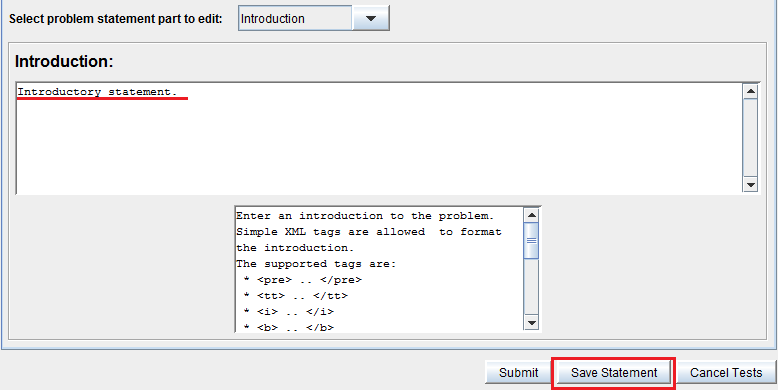 Select problem statement part to edit: Introduction
Introduction:
Introductory statement.
Enter an introduction to the problem.
Simple XML tags are allowed  to format
the introduction.
The supported tags are:
* <pre> .. </pre>
* <tt> .. </tt>
* <i> .. </i>
* <b> .. </b>
Submit Save Statement Cancel Tests